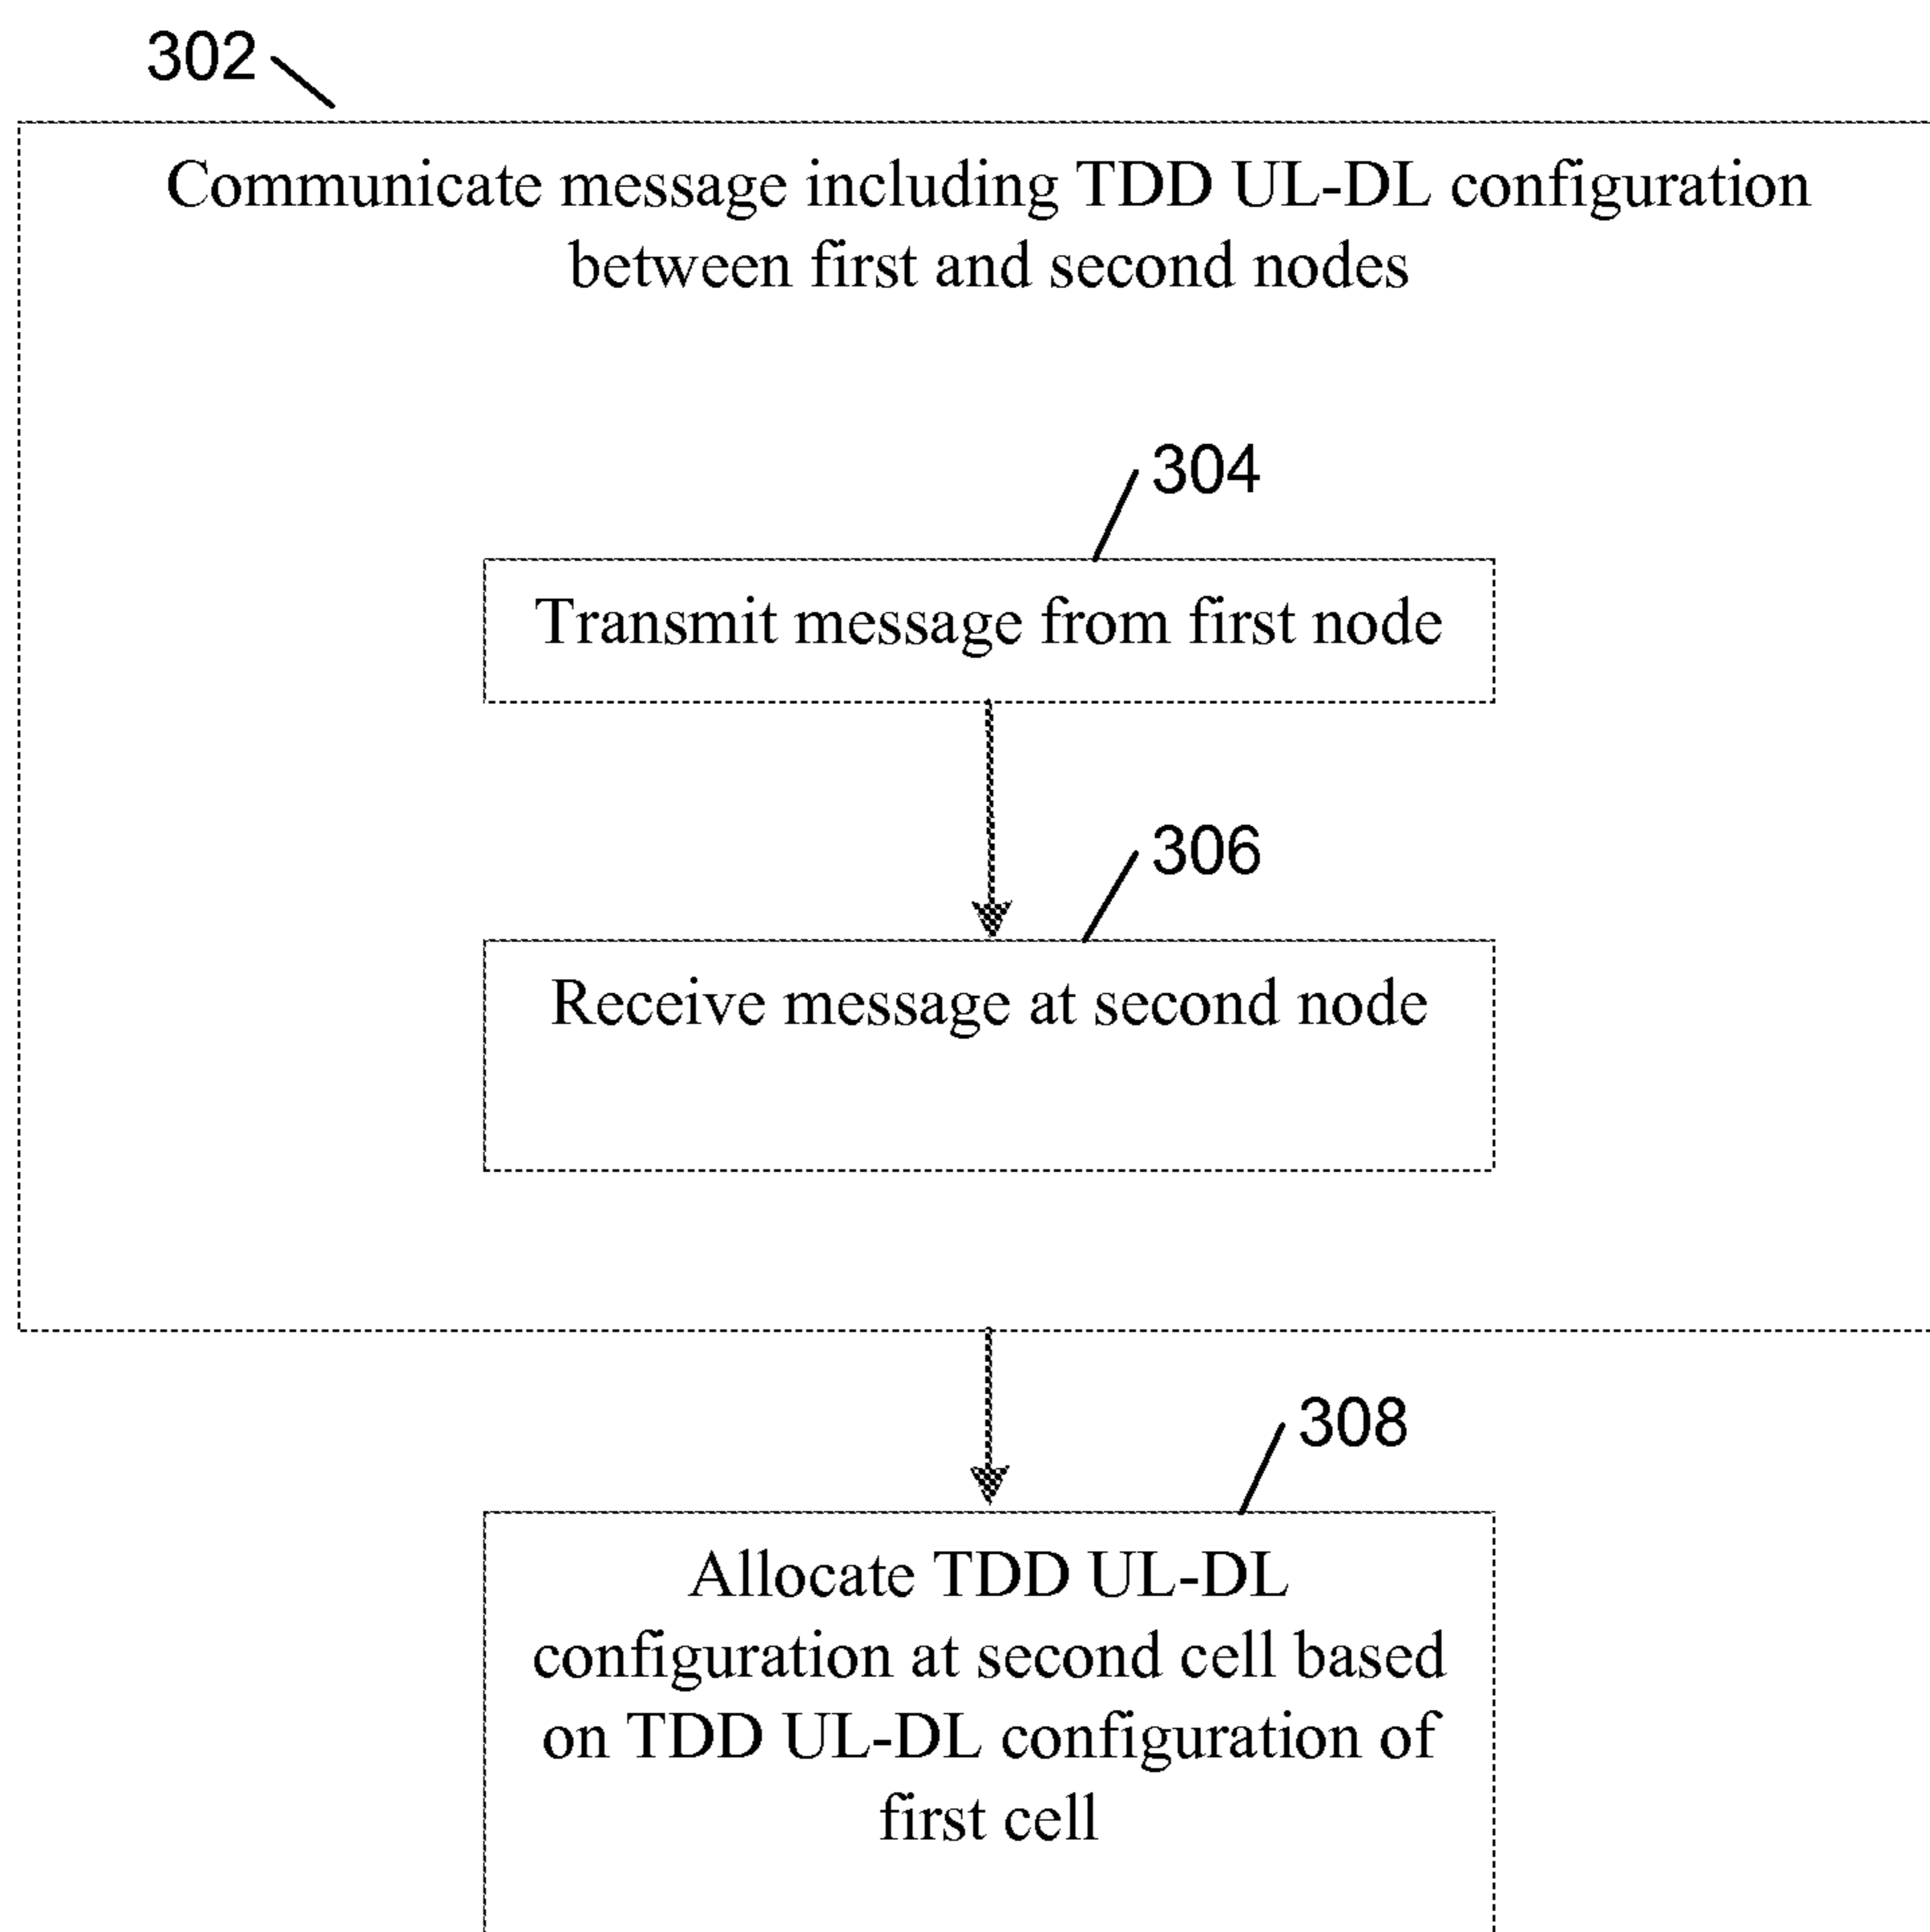 302
Communicate message including TDD UL-DL configuration
between first and second nodes
304
Transmit message from first node
306
Receive message at second node
308
Allocate TDD UL-DL
configuration at second cell based
on TDD UL-DL configuration of
first cell